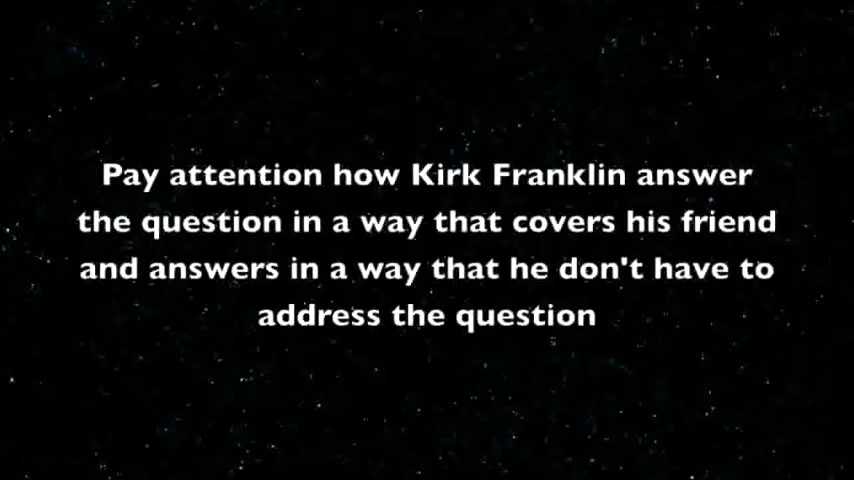 Pay attention how Kirk Franklin answer
the question in a way that covers his friend
and answers in a way that he don't have to
address the question